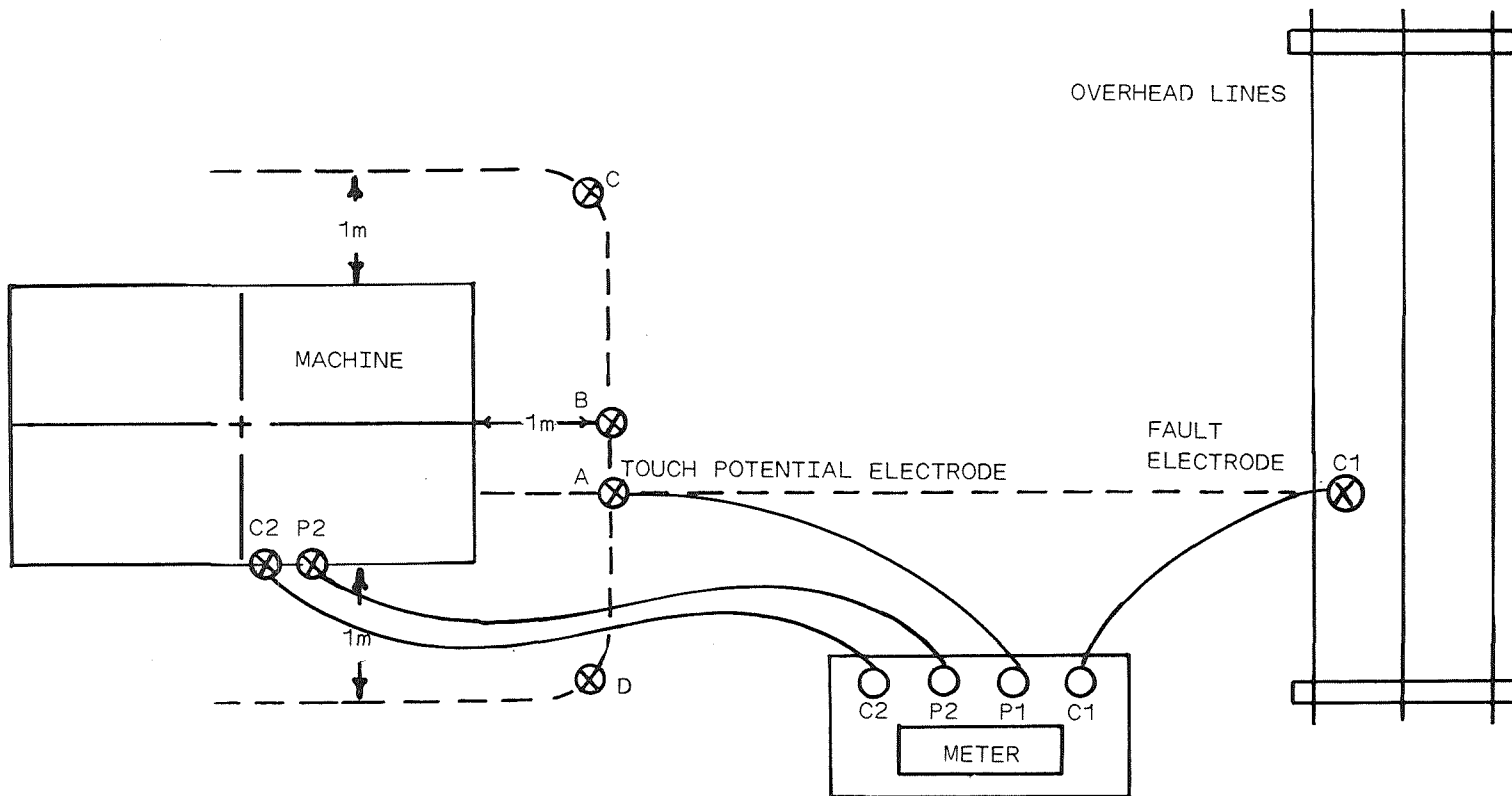 OVERHEAD LINES
C
1m
MACHINE
B
1m
FAULT
ELECTRODE
A
TOUCH POTENTIAL ELECTRODE
C1
C2 P2
1m
D
C2 P2 P1 C1
METER